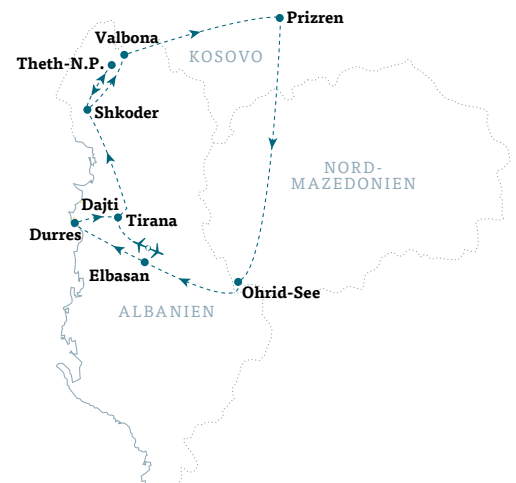 Prizren
Valbona
KOSOVO
Theth-N.P.
Shkoder
NORD-
MAZEDONIEN
Dajti
Tirana
Durres
Elbasan
Ohrid-See
ALBANIEN